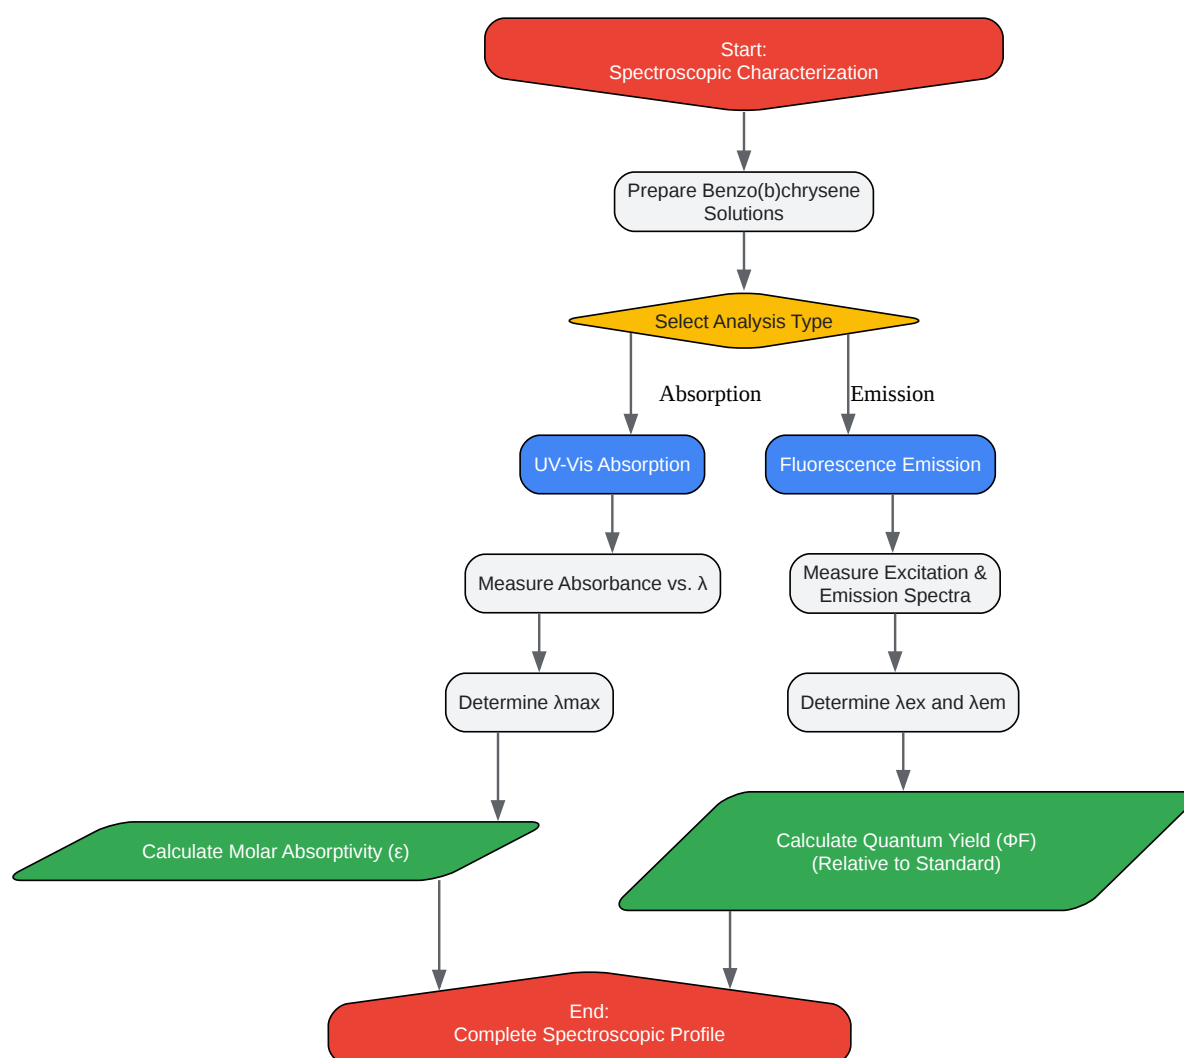 Start:
Spectroscopic Characterization
Prepare Benzo(b)chrysene
Solutions
Select Analysis Type
Absorption
Emission
UV-Vis Absorption
Fluorescence Emission
Measure Absorbance vs. λ
Measure Excitation &
Emission Spectra
Determine λmax
Determine λex and λem
Calculate Molar Absorptivity (ε)
Calculate Quantum Yield (ΦF)
(Relative to Standard)
End:
Complete Spectroscopic Profile